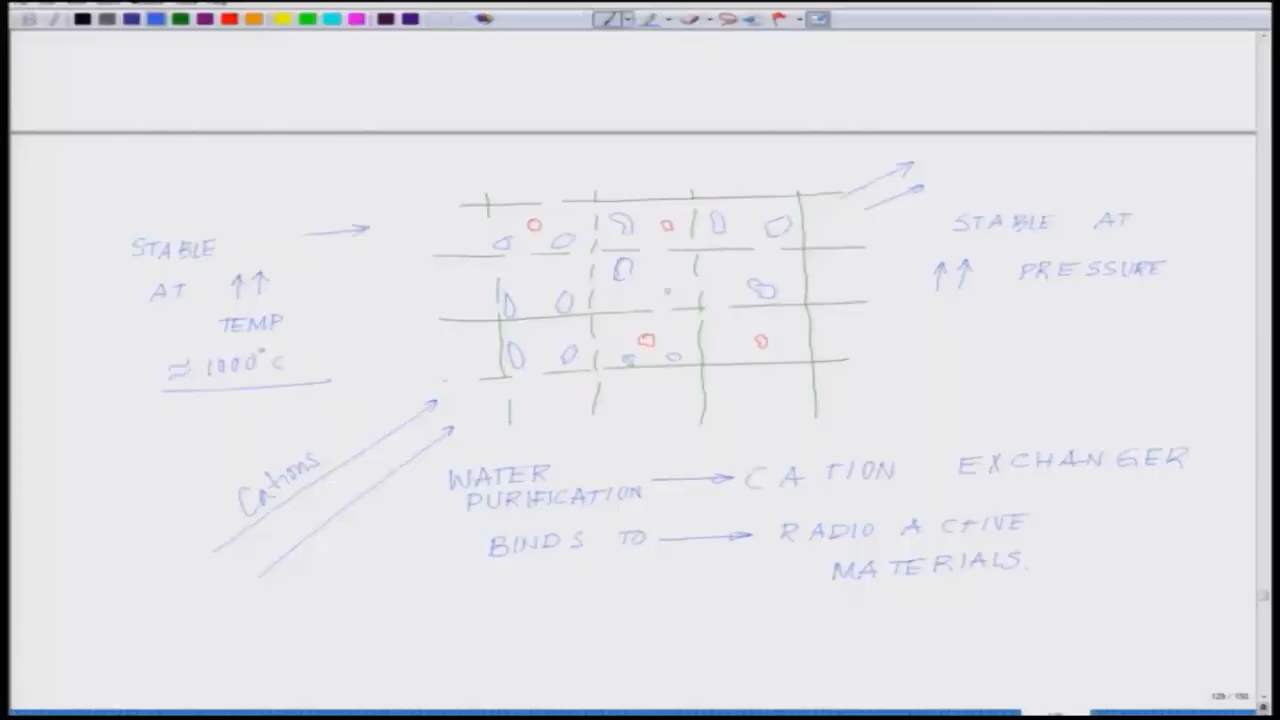 STABLE
AT ↑↑
TEMP
≈ 1000°C
STABLE AT
↑↑ PRESSURE
Cations
WATER
PURIFICATION → CATION EXCHANGER
BINDS TO → RADIO ACTIVE
MATERIALS.